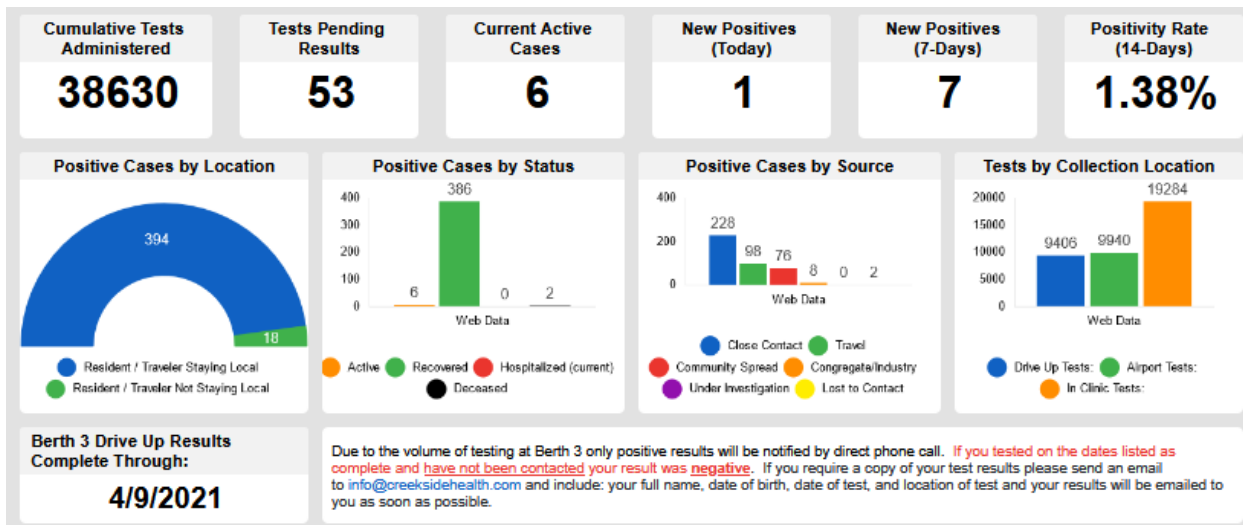 Cumulative Tests
Administered
38630
Tests Pending
Results
53
Current Active
Cases
6
New Positives
(Today)
1
New Positives
(7-Days)
7
Positivity Rate
(14-Days)
1.38%
Positive Cases by Location
394
18
Resident / Traveler Staying Local
Resident / Traveler Not Staying Local
Positive Cases by Status
400
300
200
100
0
6
386
0
2
Web Data
Active Recovered Hospitalized (current)
Deceased
Positive Cases by Source
400
200
0
228
98
76
8
0
2
Web Data
Close Contact Travel
Community Spread Congregate/Industry
Under Investigation Lost to Contact
Tests by Collection Location
20000
15000
10000
5000
0
9406
9940
19284
Web Data
Drive Up Tests: Airport Tests:
In Clinic Tests:
Berth 3 Drive Up Results
Complete Through:
4/9/2021
Due to the volume of testing at Berth 3 only positive results will be notified by direct phone call. If you tested on the dates listed as
complete and have not been contacted your result was negative. If you require a copy of your test results please send an email
to info@creeksidehealth.com and include: your full name, date of birth, date of test, and location of test and your results will be emailed to
you as soon as possible.